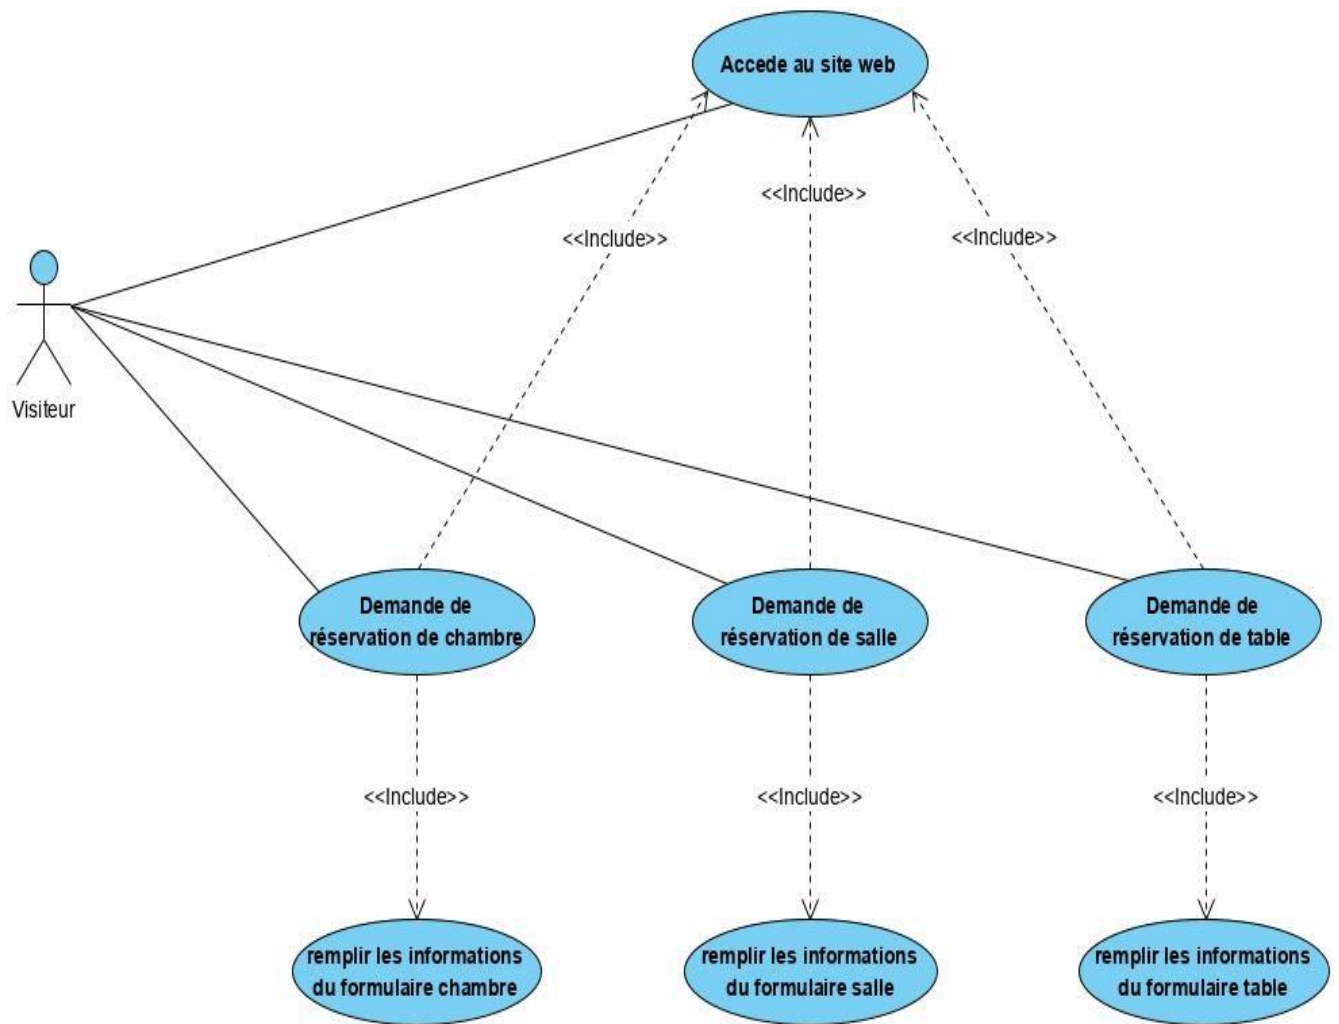 Accede au site web
<<Include>>
<<Include>>
<<Include>>
Visiteur
Demande de
réservation de chambre
Demande de
réservation de salle
Demande de
réservation de table
<<Include>>
<<Include>>
<<Include>>
remplir les informations
du formulaire chambre
remplir les informations
du formulaire salle
remplir les informations
du formulaire table